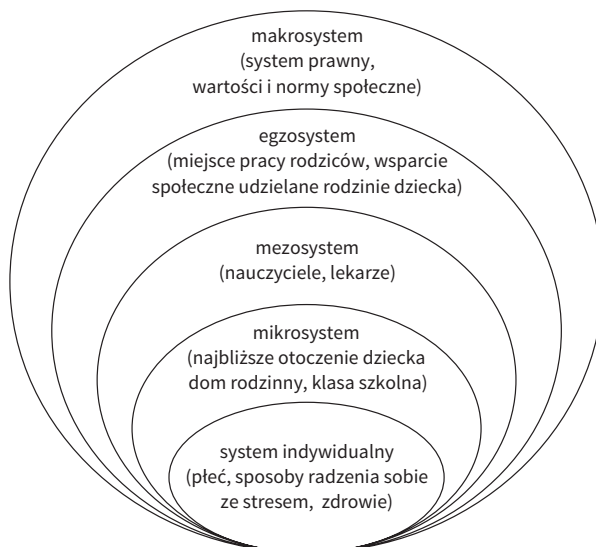 makrosystem
(system prawny,
wartości i normy społeczne)
egzosystem
(miejsce pracy rodziców, wsparcie
społeczne udzielane rodzinie dziecka)
mezosystem
(nauczyciele, lekarze)
mikrosystem
(najbliższe otoczenie dziecka
dom rodzinny, klasa szkolna)
system indywidualny
(płeć, sposoby radzenia sobie
ze stresem, zdrowie)